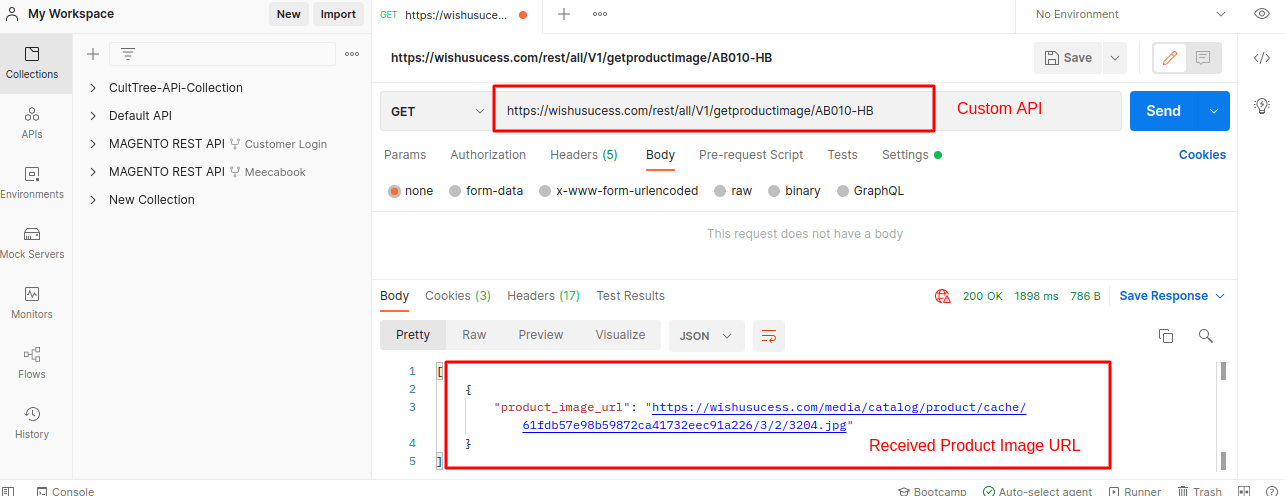 My Workspace
New
Import
GET https://wishusuce...
No Environment
Collections
APIs
Environments
Mock Servers
Monitors
Flows
History
CultTree-APi-Collection
Default API
MAGENTO REST API Customer Login
MAGENTO REST API Meecabook
New Collection
https://wishusucess.com/rest/all/V1/getproductimage/AB010-HB
Save
GET
https://wishusucess.com/rest/all/V1/getproductimage/AB010-HB
Custom API
Send
Params
Authorization
Headers (5)
Body
Pre-request Script
Tests
Settings
Cookies
none
form-data
x-www-form-urlencoded
raw
binary
GraphQL
This request does not have a body
Body
Cookies (3)
Headers (17)
Test Results
200 OK
1898 ms
786 B
Save Response
Pretty
Raw
Preview
Visualize
JSON
1 [
2 {
3 "product_image_url": "https://wishusucess.com/media/catalog/product/cache/
61fdb57e98b59872ca41732eec91a226/3/2/3204.jpg"
4 }
5 ]
Received Product Image URL
Console
Bootcamp
Auto-select agent
Runner
Trash